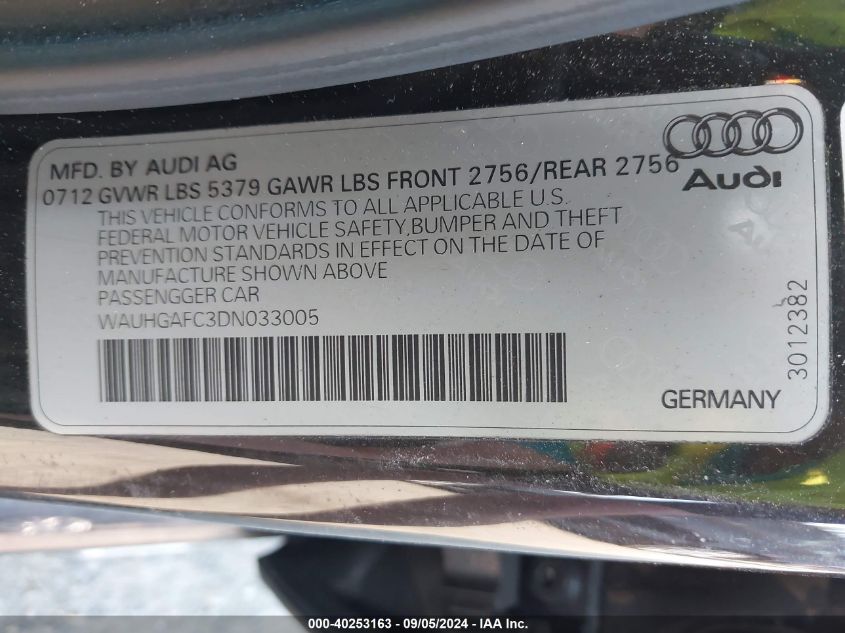 MFD. BY AUDI AG
0712 GVWR LBS 5379 GAWR LBS FRONT 2756/REAR 2756
Audi
THIS VEHICLE CONFORMS TO ALL APPLICABLE U.S.
FEDERAL MOTOR VEHICLE SAFETY,BUMPER AND THEFT
PREVENTION STANDARDS IN EFFECT ON THE DATE OF
MANUFACTURE SHOWN ABOVE
PASSENGGER CAR
WAUHGAFC3DN033005
3012382
GERMANY
000-40253163 - 09/05/2024 - IAA Inc.